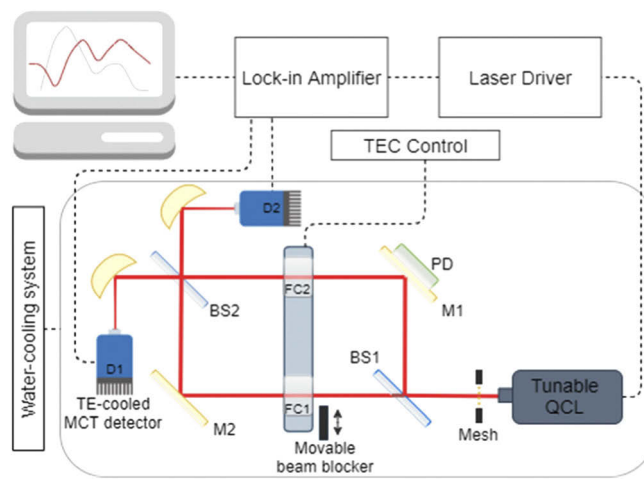 Lock-in Amplifier
Laser Driver
TEC Control
Water-cooling system
D2
PD
FC2
M1
BS2
BS1
D1
TE-cooled
MCT detector
M2
FC1
Movable
beam blocker
Mesh
Tunable
QCL